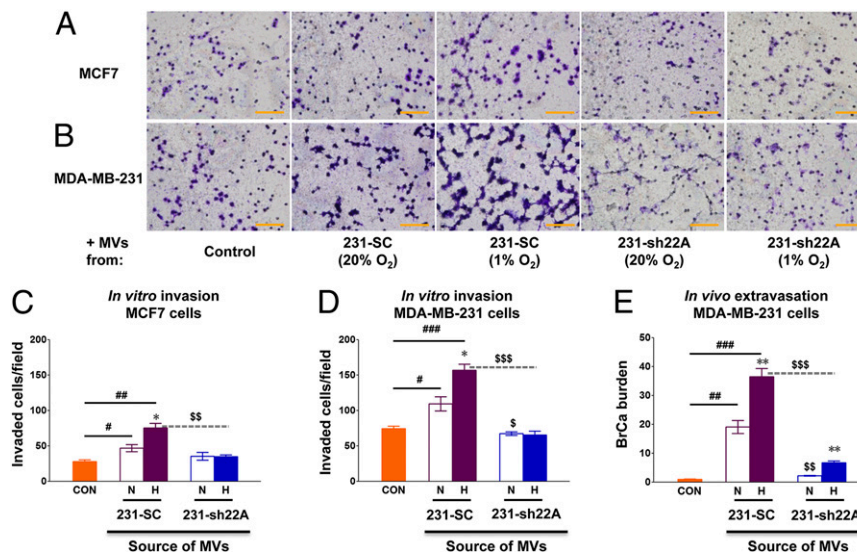 A
MCF7
B
MDA-MB-231
+ MVs from:
Control
231-SC (20% O₂)
231-SC (1% O₂)
231-sh22A (20% O₂)
231-sh22A (1% O₂)
C
In vitro invasion
MCF7 cells
Invaded cells/field
200
150
100
50
0
##
#
*
$$
CON
N
H
N
H
231-SC
231-sh22A
Source of MVs
D
In vitro invasion
MDA-MB-231 cells
Invaded cells/field
200
150
100
50
0
###
#
*
$$$
$
CON
N
H
N
H
231-SC
231-sh22A
Source of MVs
E
In vivo extravasation
MDA-MB-231 cells
BrCa burden
50
40
30
20
10
0
###
##
**
$$$
$$
**
CON
N
H
N
H
231-SC
231-sh22A
Source of MVs